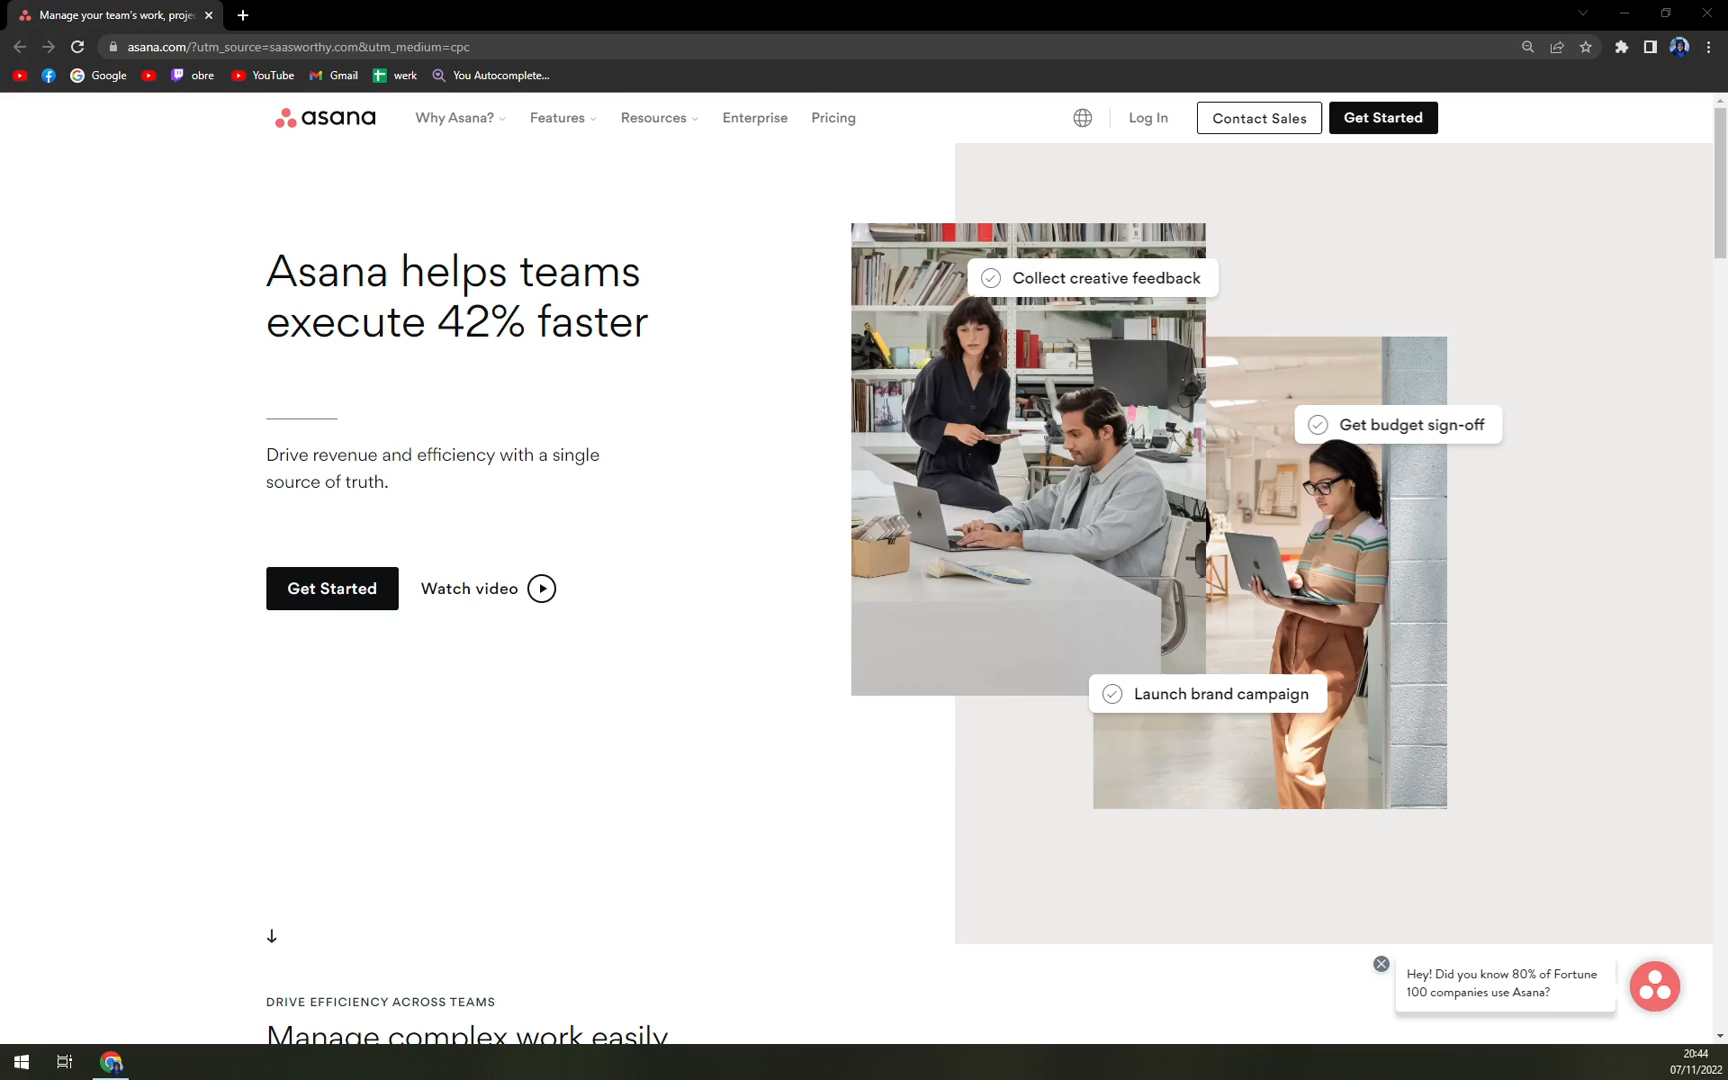 Manage your team's work, projec
asana.com/?utm_source=saasworthy.com&utm_medium=cpc
Google
obre
YouTube
Gmail
werk
You Autocomplete...
asana
Why Asana?
Features
Resources
Enterprise
Pricing
Log In
Contact Sales
Get Started
Asana helps teams
execute 42% faster
Drive revenue and efficiency with a single
source of truth.
Get Started
Watch video
Collect creative feedback
Get budget sign-off
Launch brand campaign
DRIVE EFFICIENCY ACROSS TEAMS
Manage complex work easily
Hey! Did you know 80% of Fortune
100 companies use Asana?
20:44
07/11/2022